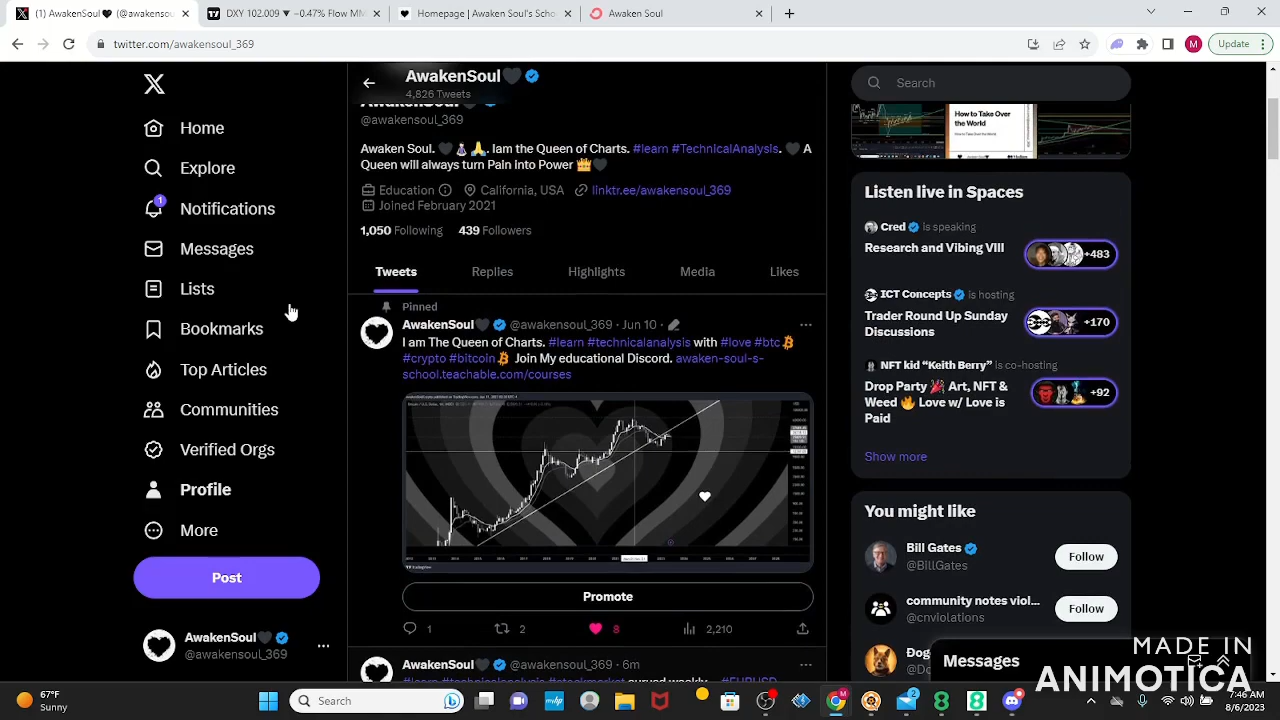 (1) AwakenSoul🖤 (@awakensoul_
DXY 102.009 ▼ −0.47% Flow MM
Homepage | Awaken Soul's scho
Awaken Soul
twitter.com/awakensoul_369
Update
AwakenSoul🖤
4,826 Tweets
@awakensoul_369
I am the Queen of Charts. #learn #TechnicalAnalysis. 🖤 A
Queen will always turn Pain Into Power 👑🖤
Education California, USA linktr.ee/awakensoul_369
Joined February 2021
1,050 Following 439 Followers
Tweets Replies Highlights Media Likes
Pinned
AwakenSoul🖤 @awakensoul_369 · Jun 10 ·
I am The Queen of Charts. #learn #technicalanalysis with #love #btc
#crypto #bitcoin Join My educational Discord. awaken-soul-s-
school.teachable.com/courses
Promote
1 2 8 2,210
AwakenSoul🖤 @awakensoul_369 · 6m
Home
Explore
1
Notifications
Messages
Lists
Bookmarks
Top Articles
Communities
Verified Orgs
Profile
More
Post
AwakenSoul🖤
@awakensoul_369
Search
How to Take Over
the World
Listen live in Spaces
Cred is speaking
Research and Vibing VIII
+483
ICT Concepts is hosting
Trader Round Up Sunday
Discussions
+170
NFT kid "Keith Berry" is co-hosting
Drop Party 🎉 Art, NFT &
Weed 🔥 Love w/ Love is
Paid
+92
Show more
You might like
Bill Gates
@BillGates
Follow
community notes viol...
@cnviolations
Follow
Messages
MADE IN
ANIMOTICA
67°F
Sunny
Search
7:46 AM
8/6/2023